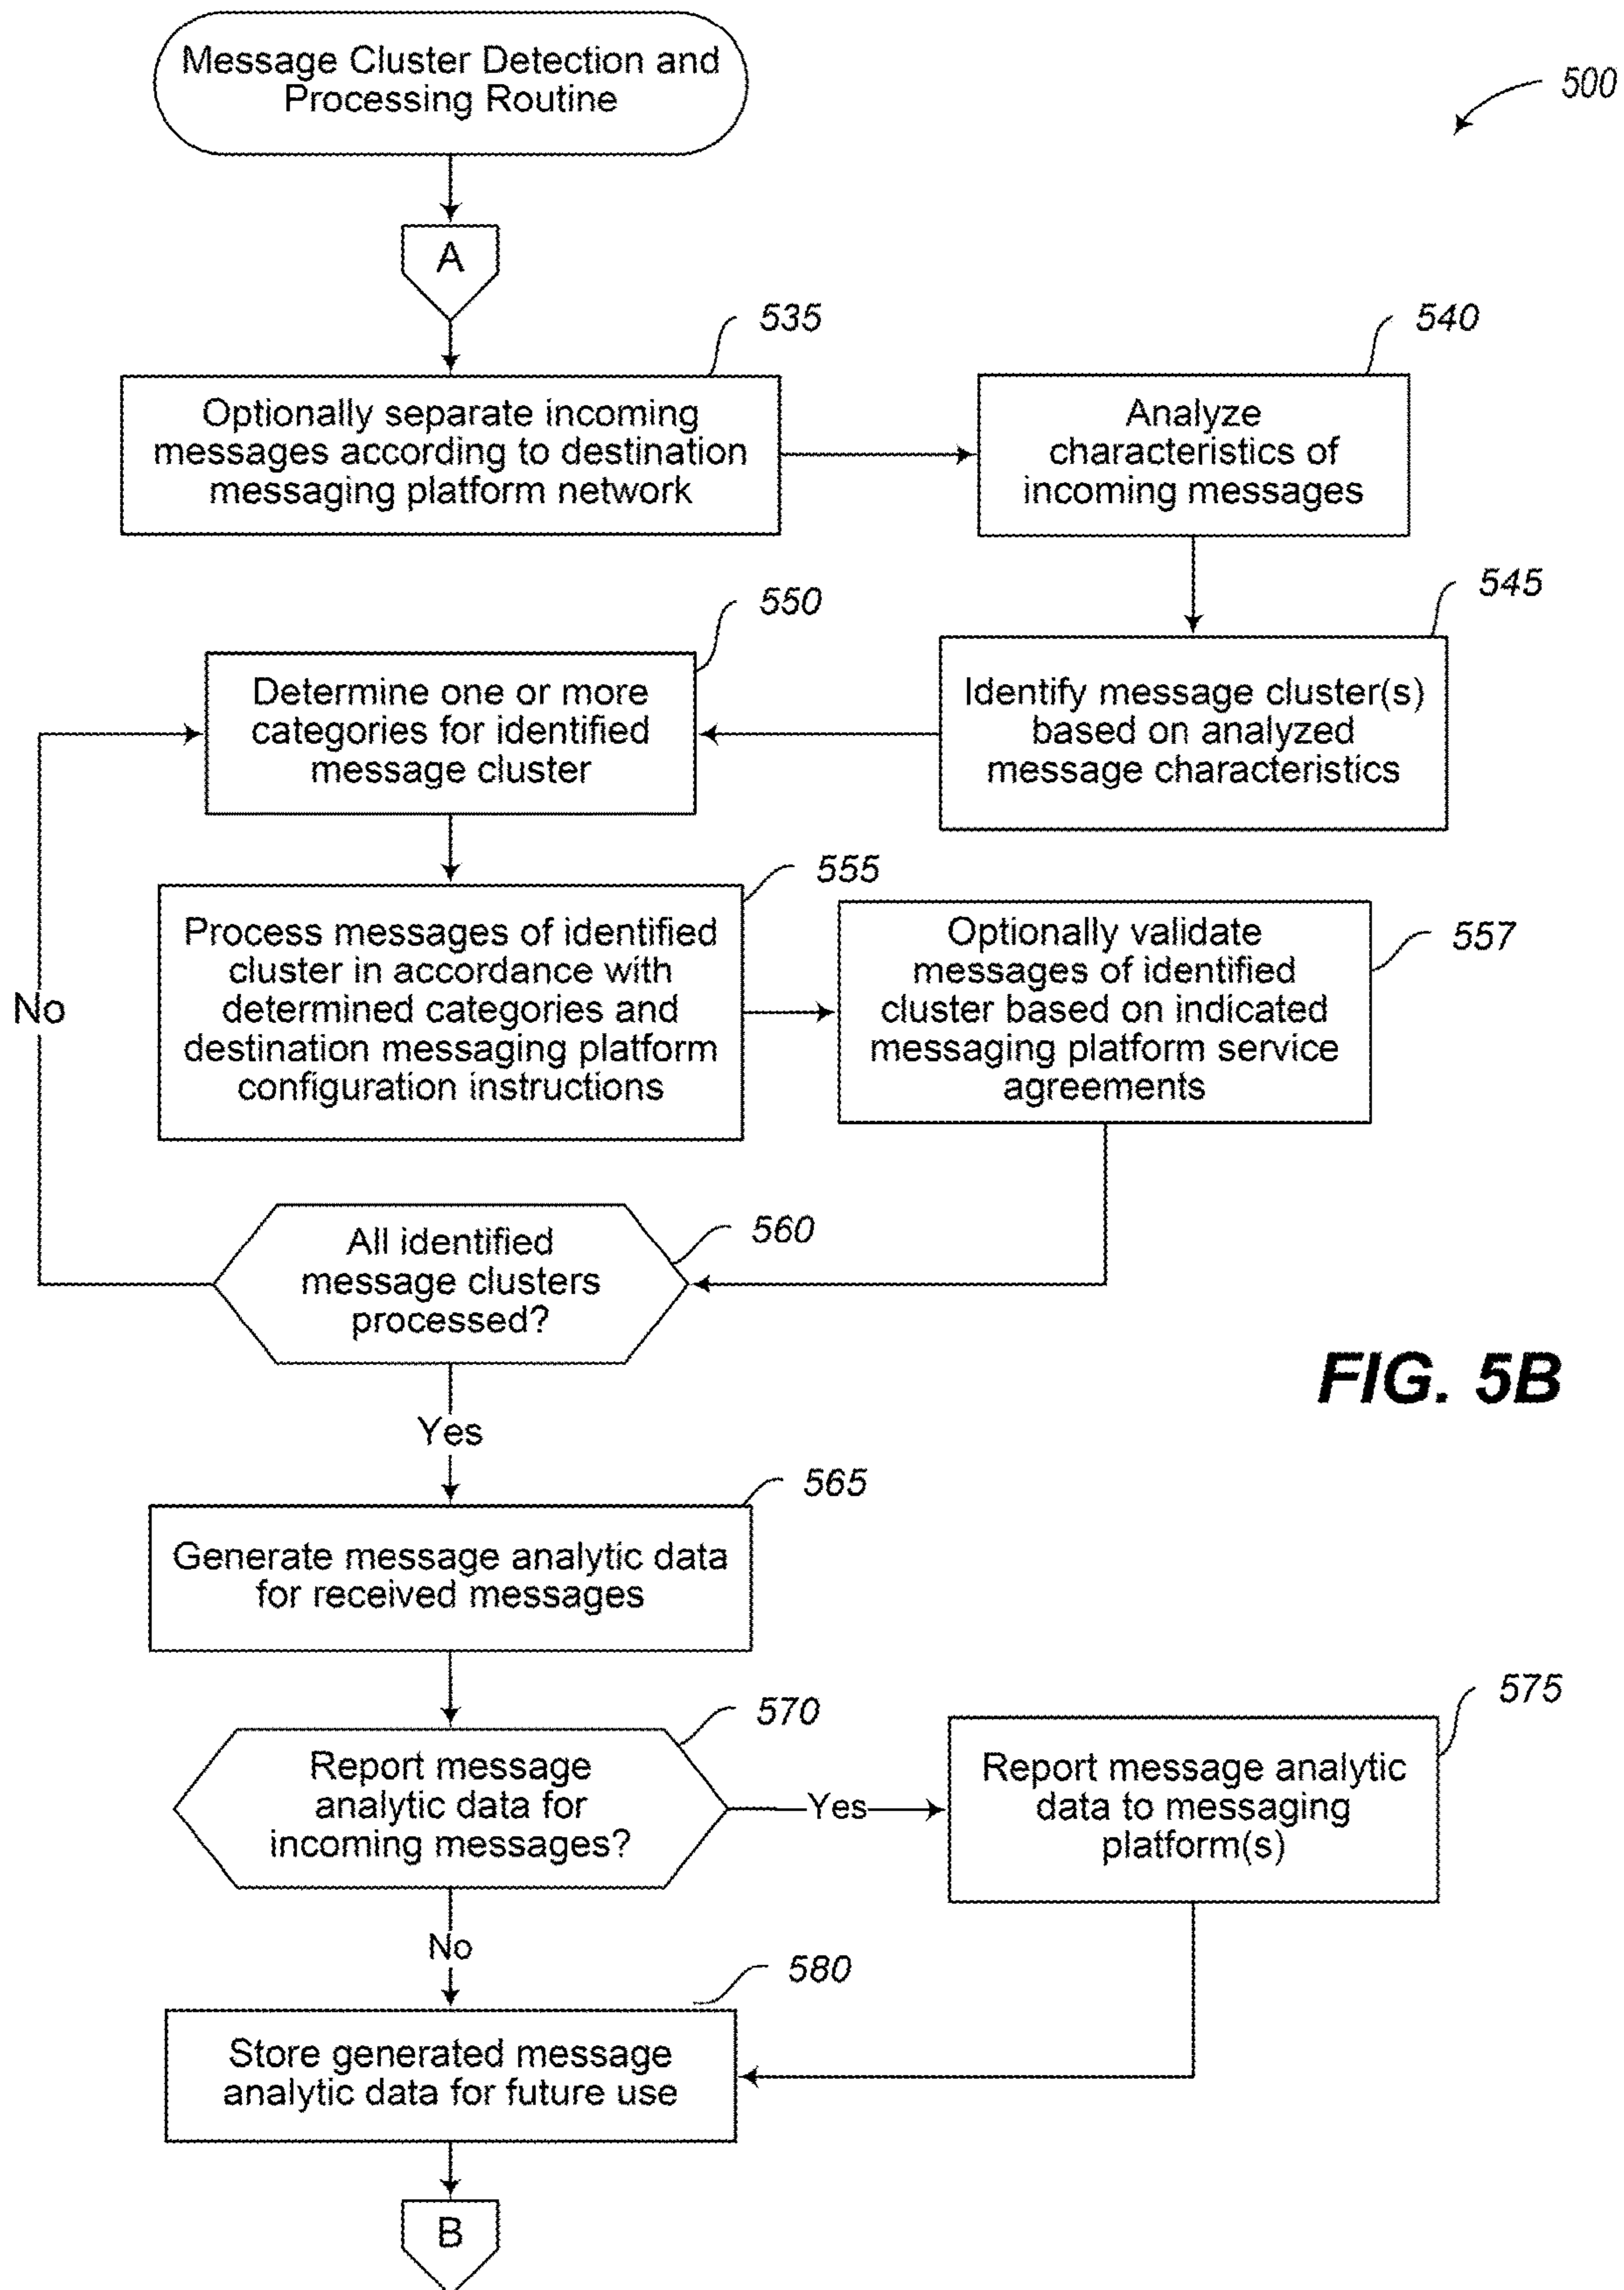 Message Cluster Detection and
Processing Routine
500
A
535
Optionally separate incoming
messages according to destination
messaging platform network
540
Analyze
characteristics of
incoming messages
545
Identify message cluster(s)
based on analyzed
message characteristics
550
Determine one or more
categories for identified
message cluster
555
Process messages of identified
cluster in accordance with
determined categories and
destination messaging platform
configuration instructions
557
Optionally validate
messages of identified
cluster based on indicated
messaging platform service
agreements
No
560
All identified
message clusters
processed?
FIG. 5B
Yes
565
Generate message analytic data
for received messages
570
Report message
analytic data for
incoming messages?
Yes
575
Report message analytic
data to messaging
platform(s)
No
580
Store generated message
analytic data for future use
B